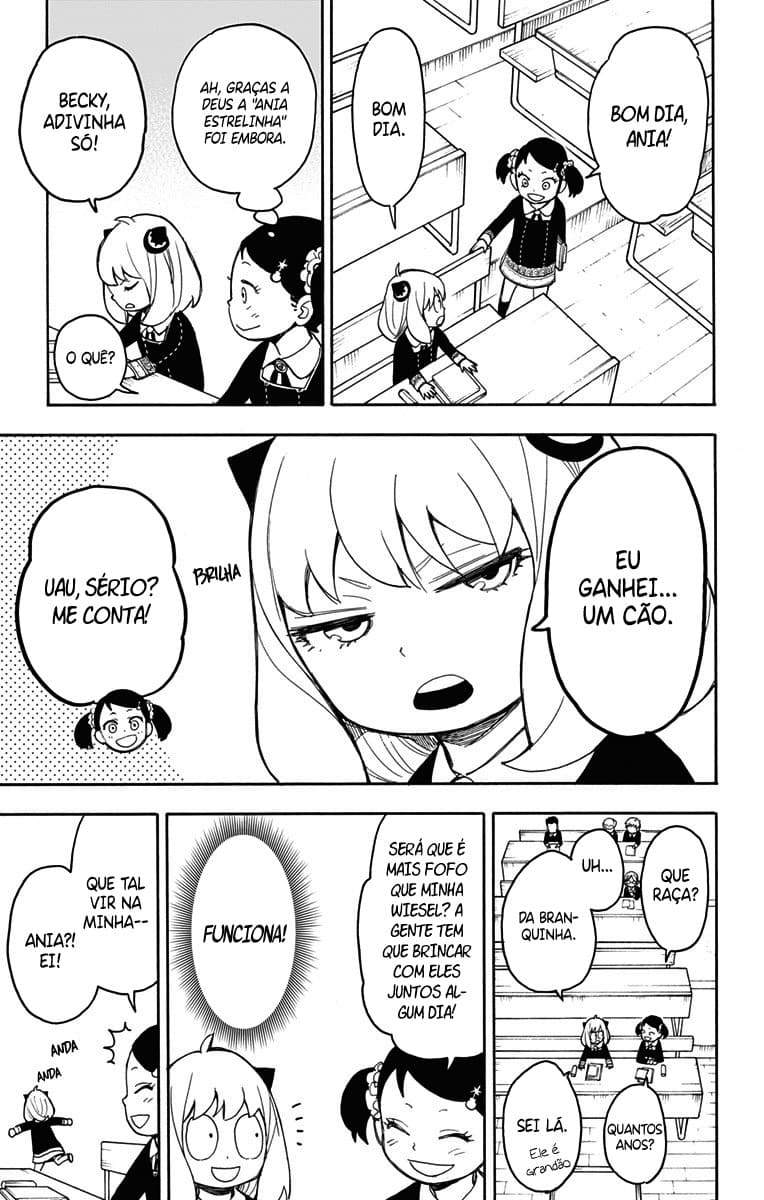 BOM DIA,
ANIA!
BOM
DIA.
AH, GRAÇAS A
DEUS A "ANIA
ESTRELINHA"
FOI EMBORA.
BECKY,
ADIVINHA
SÓ!
O QUÊ?
EU
GANHEI...
UM CÃO.
BRILHA
UAU, SÉRIO?
ME CONTA!
QUE
RAÇA?
UH...
DA BRAN-
QUINHA.
QUANTOS
ANOS?
SEI LÁ.
Ele é
grandão
SERÁ QUE É
MAIS FOFO
QUE MINHA
WIESEL? A
GENTE TEM
QUE BRINCAR
COM ELES
JUNTOS AL-
GUM DIA!
FUNCIONA!
QUE TAL
VIR NA
MINHA--
ANIA?!
EI!
ANDA
ANDA